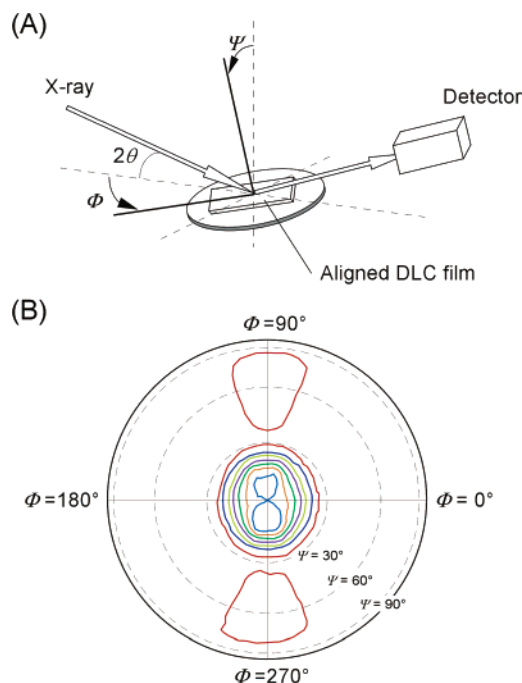 (A)
Ψ
X-ray
Detector
2θ
Φ
Aligned DLC film
(B)
Φ=90°
Φ=180°
Φ= 0°
Ψ = 30°
Ψ = 60°
Ψ = 90°
Φ=270°